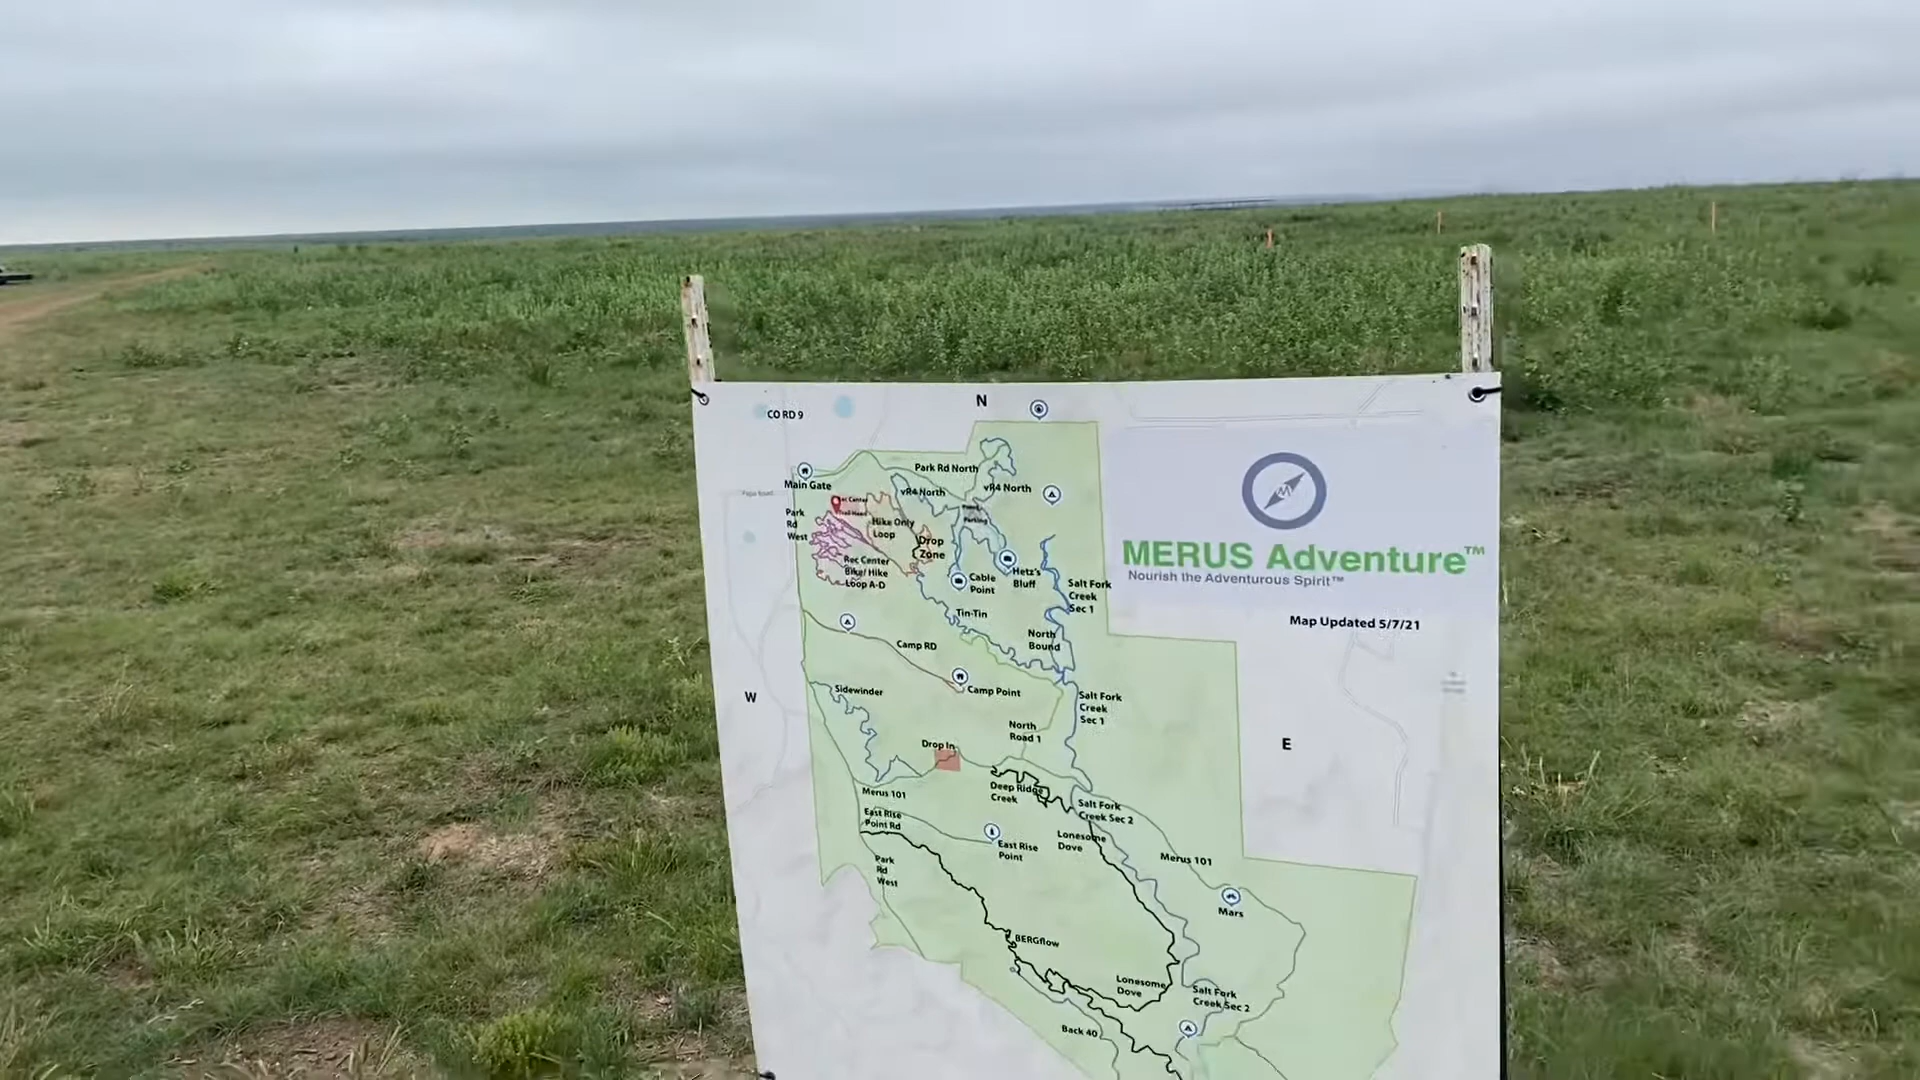 N
CO RD 9
Park Rd North
Main Gate
vR4 North
vR4 North
Rec Center
Trail Head
Park
Rd
West
Hike Only
Loop
Parking
Drop
Zone
Rec Center
Bike/ Hike
Loop A-D
Cable
Point
Hetz's
Bluff
Salt Fork
Creek
Sec 1
Tin-Tin
North
Bound
Camp RD
Camp Point
Sidewinder
W
Salt Fork
Creek
Sec 1
North
Road 1
Drop In
E
Deep Ridge
Creek
Merus 101
Salt Fork
Creek Sec 2
East Rise
Point Rd
Lonesome
Dove
East Rise
Point
Merus 101
Park
Rd
West
Mars
BERGflow
Lonesome
Dove
Salt Fork
Creek Sec 2
Back 40
M
MERUS Adventure™
Nourish the Adventurous Spirit™
Map Updated 5/7/21